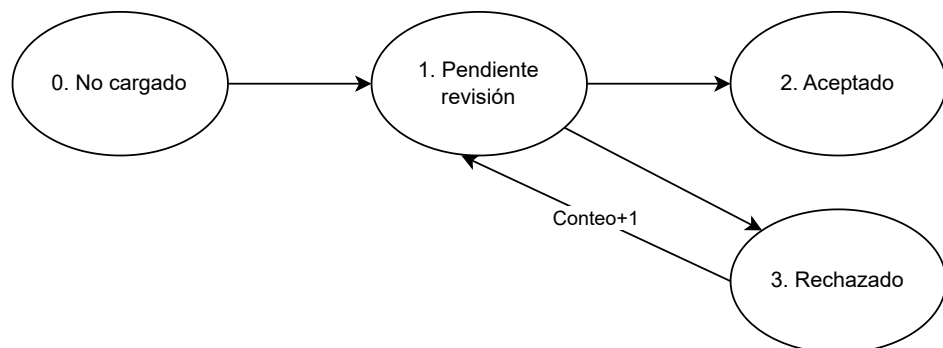 0. No cargado
1. Pendiente
revisión
2. Aceptado
Conteo+1
3. Rechazado